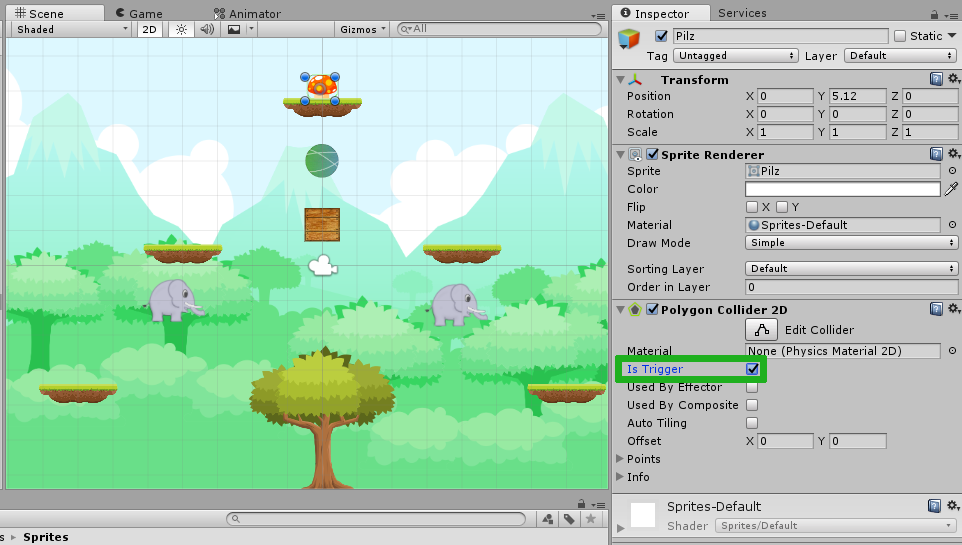 Scene Game Animator
Shaded 2D Gizmos All
s ▸ Sprites
Inspector Services
Pilz Static
Tag Untagged Layer Default
Transform
Position X 0 Y 5.12 Z 0
Rotation X 0 Y 0 Z 0
Scale X 1 Y 1 Z 1
Sprite Renderer
Sprite Pilz
Color
Flip X Y
Material Sprites-Default
Draw Mode Simple
Sorting Layer Default
Order in Layer 0
Polygon Collider 2D
Edit Collider
Material None (Physics Material 2D)
Is Trigger
Used By Effector
Used By Composite
Auto Tiling
Offset X 0 Y 0
Points
Info
Sprites-Default
Shader Sprites/Default